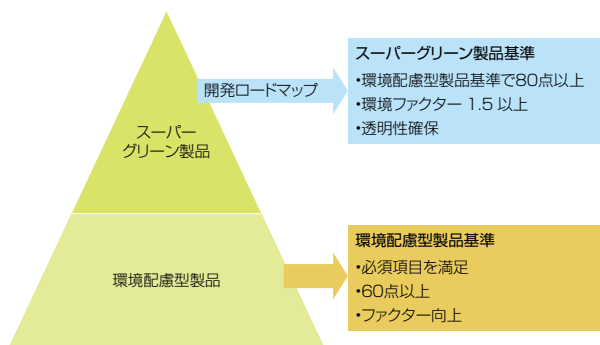 スーパーグリーン製品基準
・環境配慮型製品基準で80点以上
・環境ファクター 1.5 以上
・透明性確保
開発ロードマップ
スーパー
グリーン製品
環境配慮型製品基準
・必須項目を満足
・60点以上
・ファクター向上
環境配慮型製品